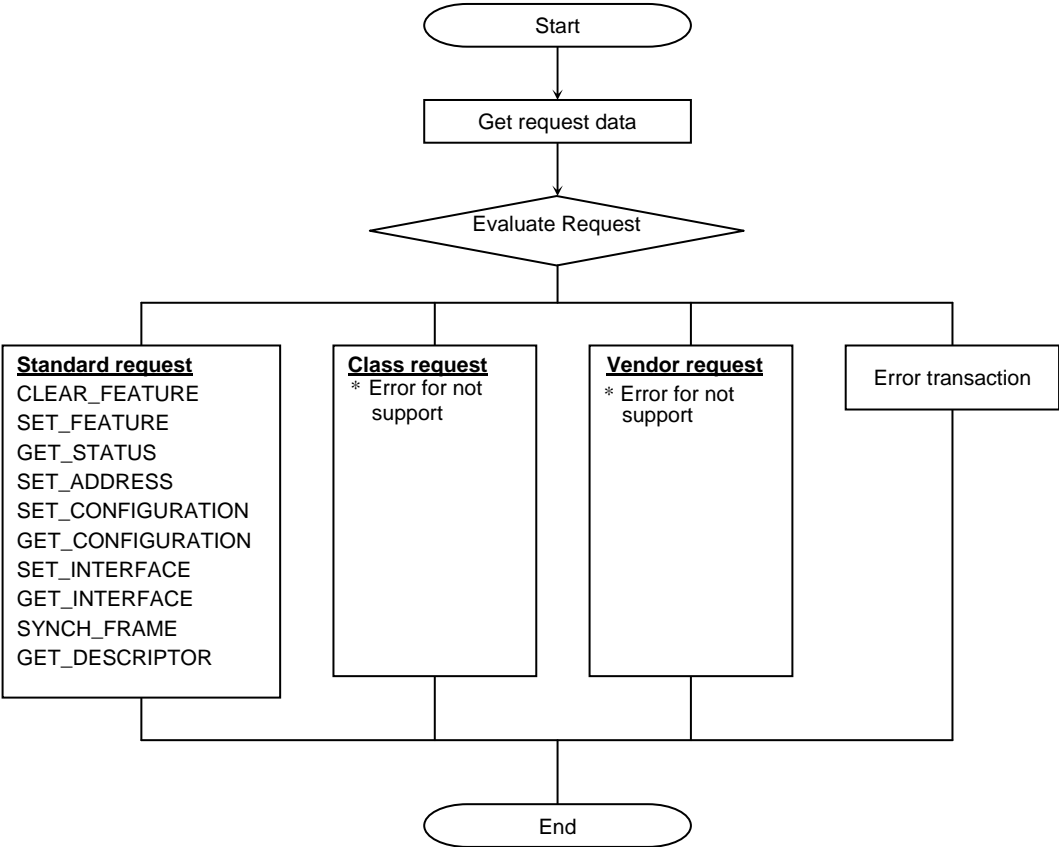 Start
Get request data
Evaluate Request
Standard request
CLEAR_FEATURE
SET_FEATURE
GET_STATUS
SET_ADDRESS
SET_CONFIGURATION
GET_CONFIGURATION
SET_INTERFACE
GET_INTERFACE
SYNCH_FRAME
GET_DESCRIPTOR
Class request
* Error for not
support
Vendor request
* Error for not
support
Error transaction
End